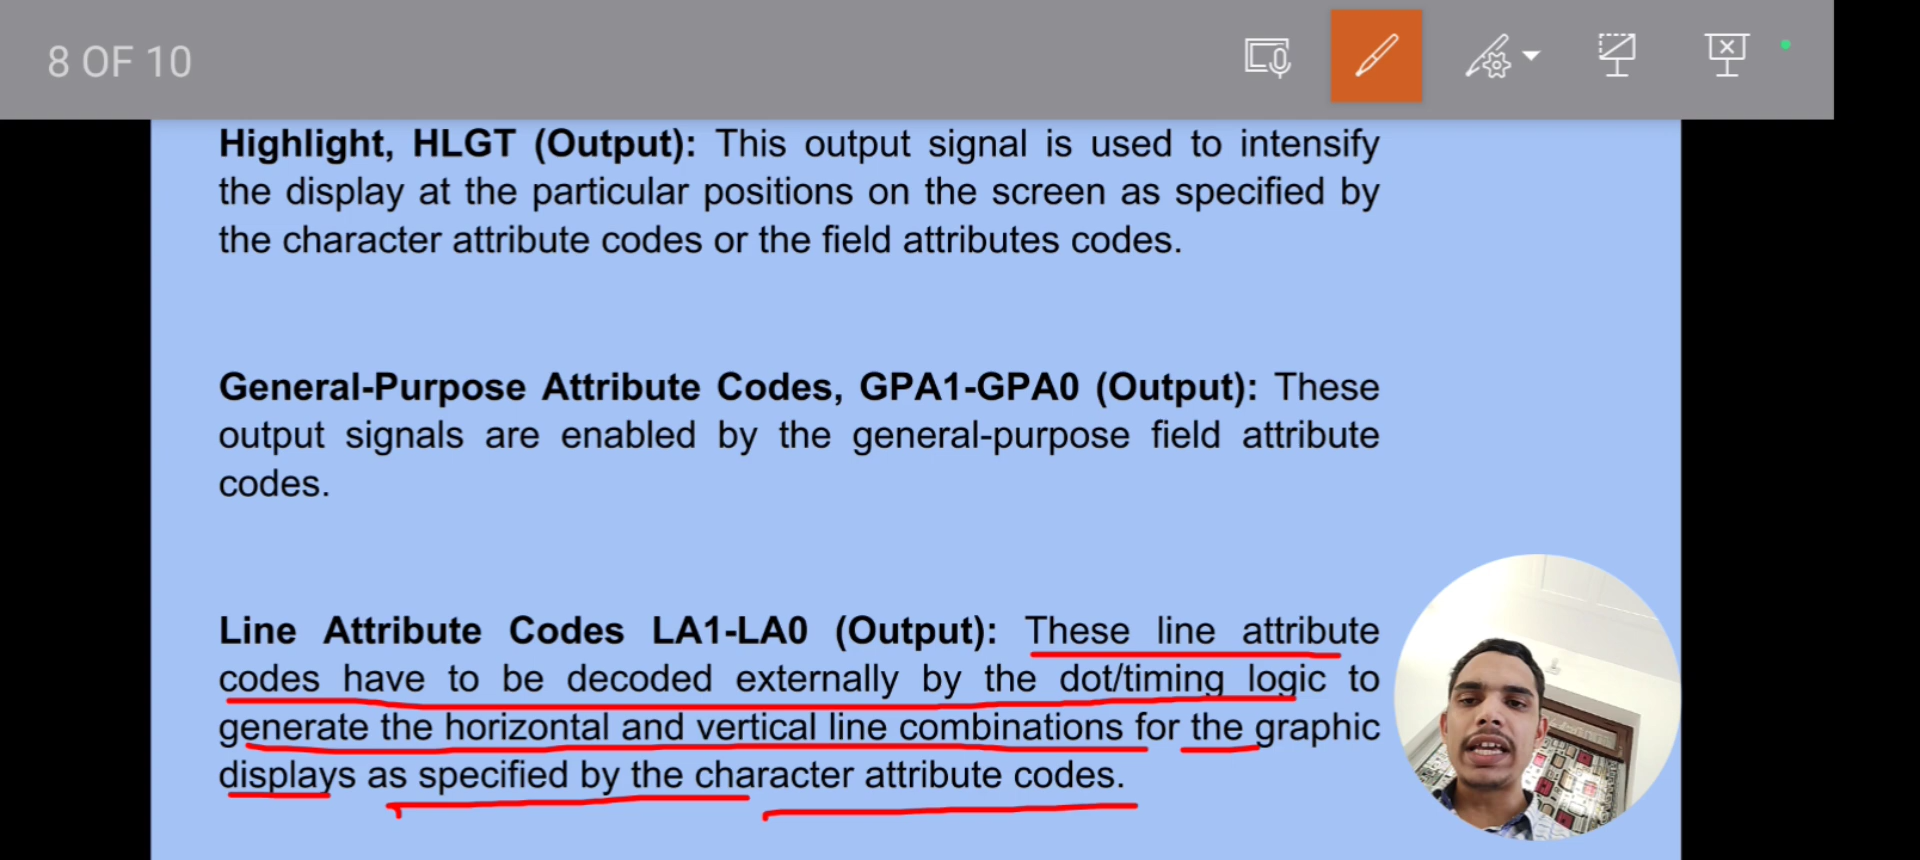 8 OF 10
Highlight, HLGT (Output): This output signal is used to intensify
the display at the particular positions on the screen as specified by
the character attribute codes or the field attributes codes.
General-Purpose Attribute Codes, GPA1-GPA0 (Output): These
output signals are enabled by the general-purpose field attribute
codes.
Line Attribute Codes LA1-LA0 (Output): These line attribute
codes have to be decoded externally by the dot/timing logic to
generate the horizontal and vertical line combinations for the graphic
displays as specified by the character attribute codes.